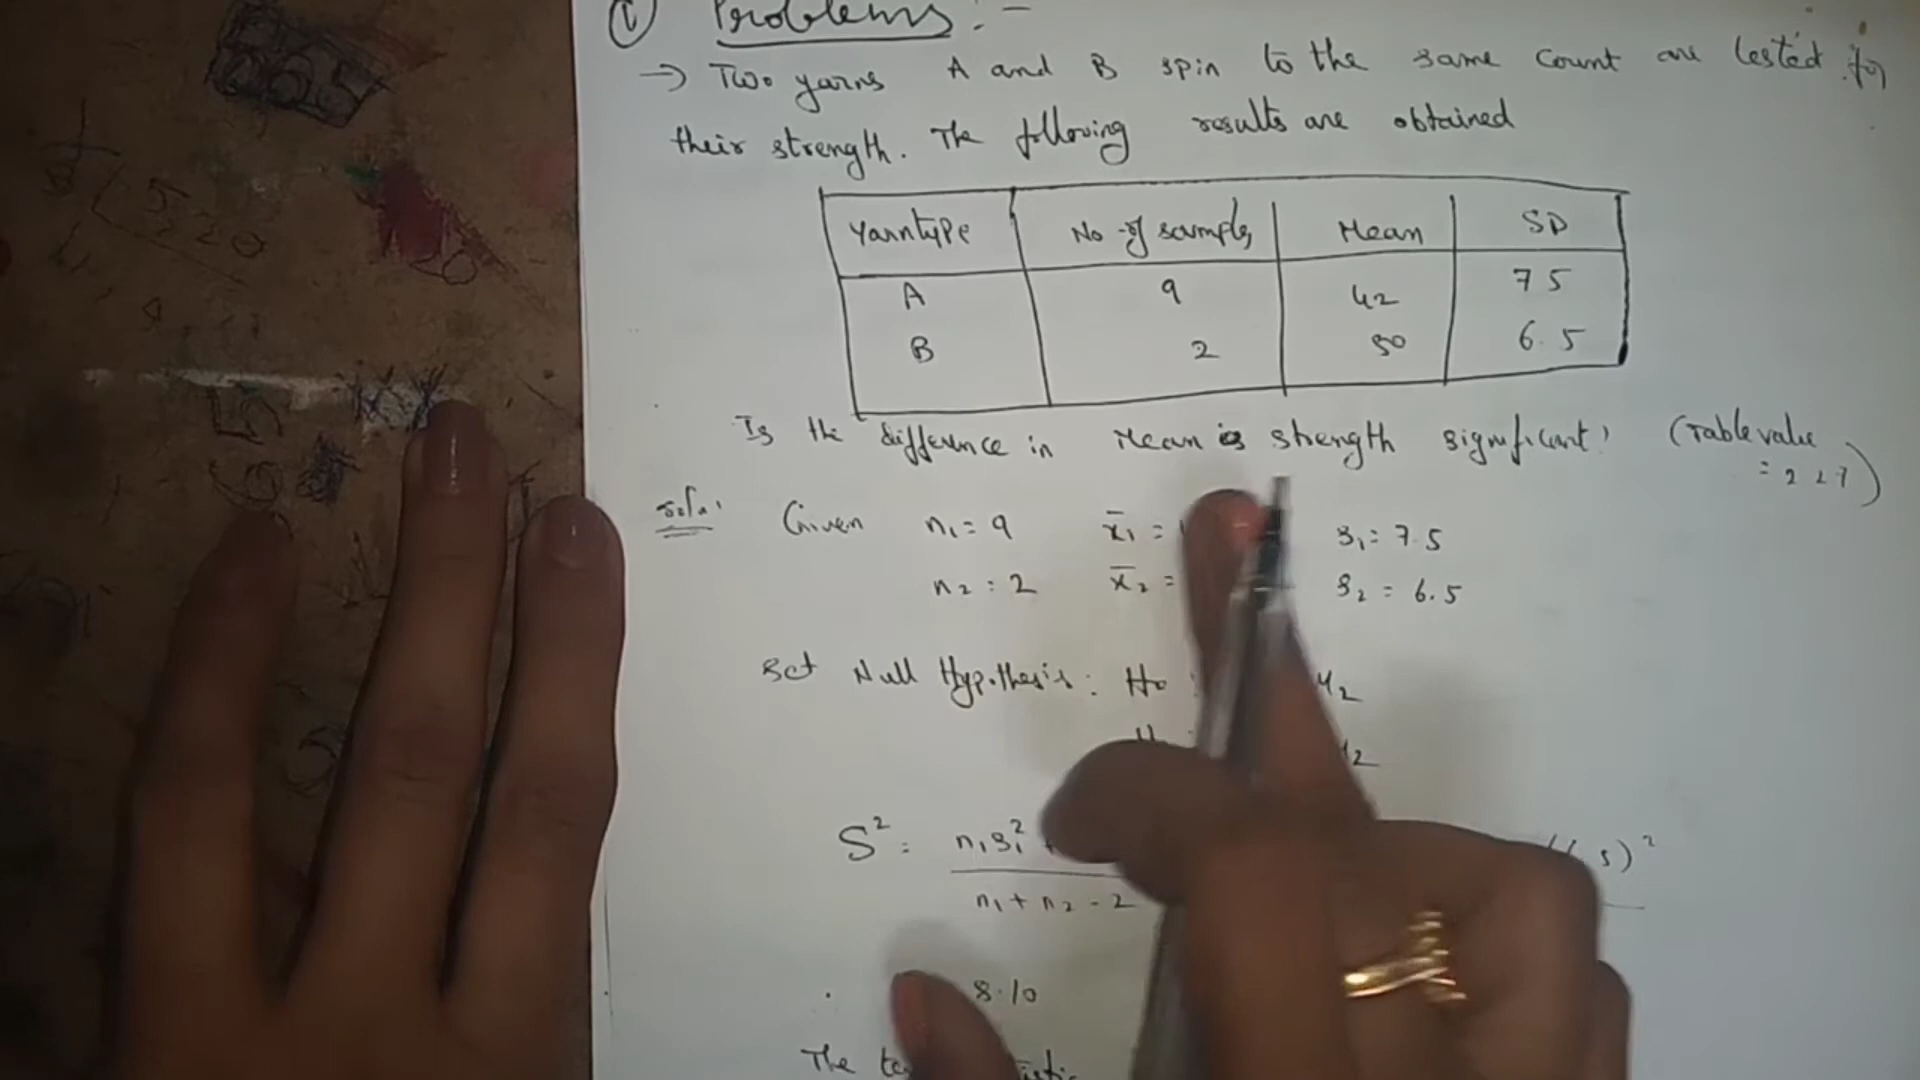 ① Problems :-
→ Two yarns A and B spin to the same count are tested for
their strength. The following results are obtained
Yarntype No of samples Mean SD
A 9 42 7 5
B 2 50 6.5
Is the difference in Mean is strength significant? (Table value
= 2 27)
Soln: Given n₁ = 9 x̄₁ = s₁ = 7.5
n₂ = 2 x̄₂ = s₂ = 6.5
Set Null Hypothesis: H₀ : μ₂
S² = n₁s₁² +
n₁ + n₂ - 2
8.10
The